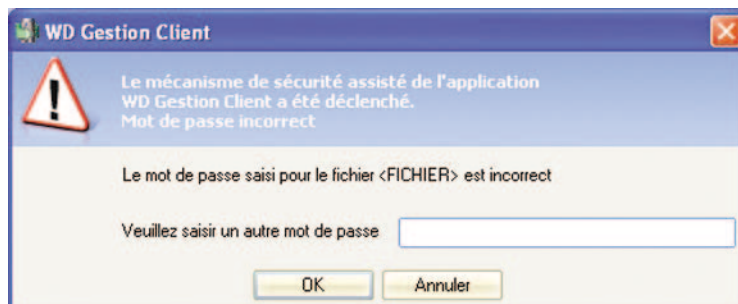 WD Gestion Client
Le mécanisme de sécurité assisté de l'application
WD Gestion Client a été déclenché.
Mot de passe incorrect
Le mot de passe saisi pour le fichier <FICHIER> est incorrect
Veuillez saisir un autre mot de passe
OK Annuler